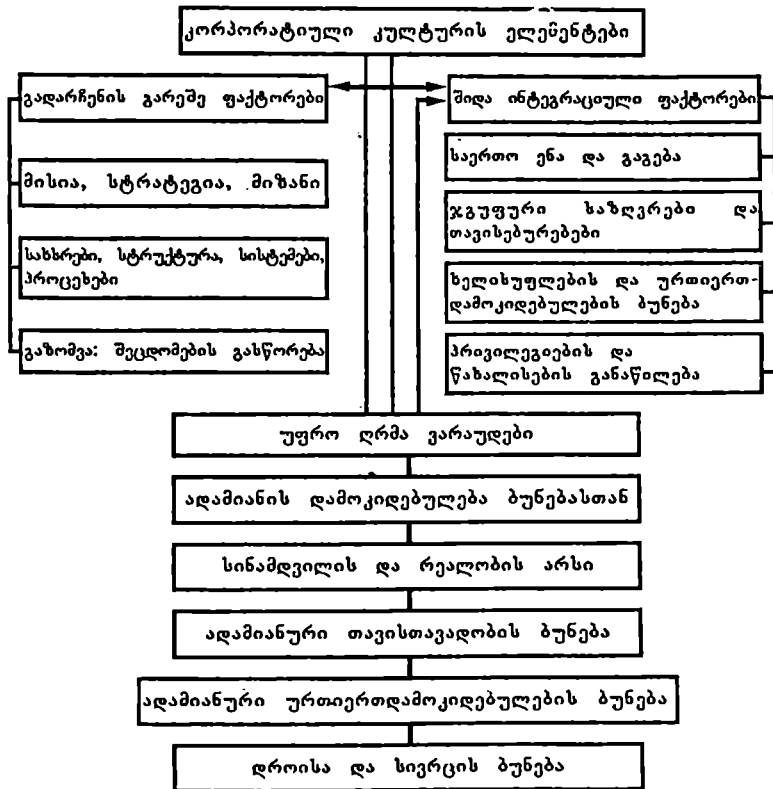 კორპორატიული კულტურის ელემენტები
გადარჩენის გარეშე ფაქტორები
მისია, სტრატეგია, მიზანი
სახსრები, სტრუქტურა, სისტემები,
პროცესები
გაზომვა: შეცდომების გასწორება
შიდა ინტეგრაციული ფაქტორები
საერთო ენა და გაგება
ჯგუფური საზღვრები და
თავისებურებები
ხელისუფლების და ურთიერთ-
დამოკიდებულების ბუნება
პრივილეგიების და
წახალისების განაწილება
უფრო ღრმა ვარაუდები
ადამიანის დამოკიდებულება ბუნებასთან
სინამდვილის და რეალობის არსი
ადამიანური თავისთავადობის ბუნება
ადამიანური ურთიერთდამოკიდებულების ბუნება
დროისა და სივრცის ბუნება